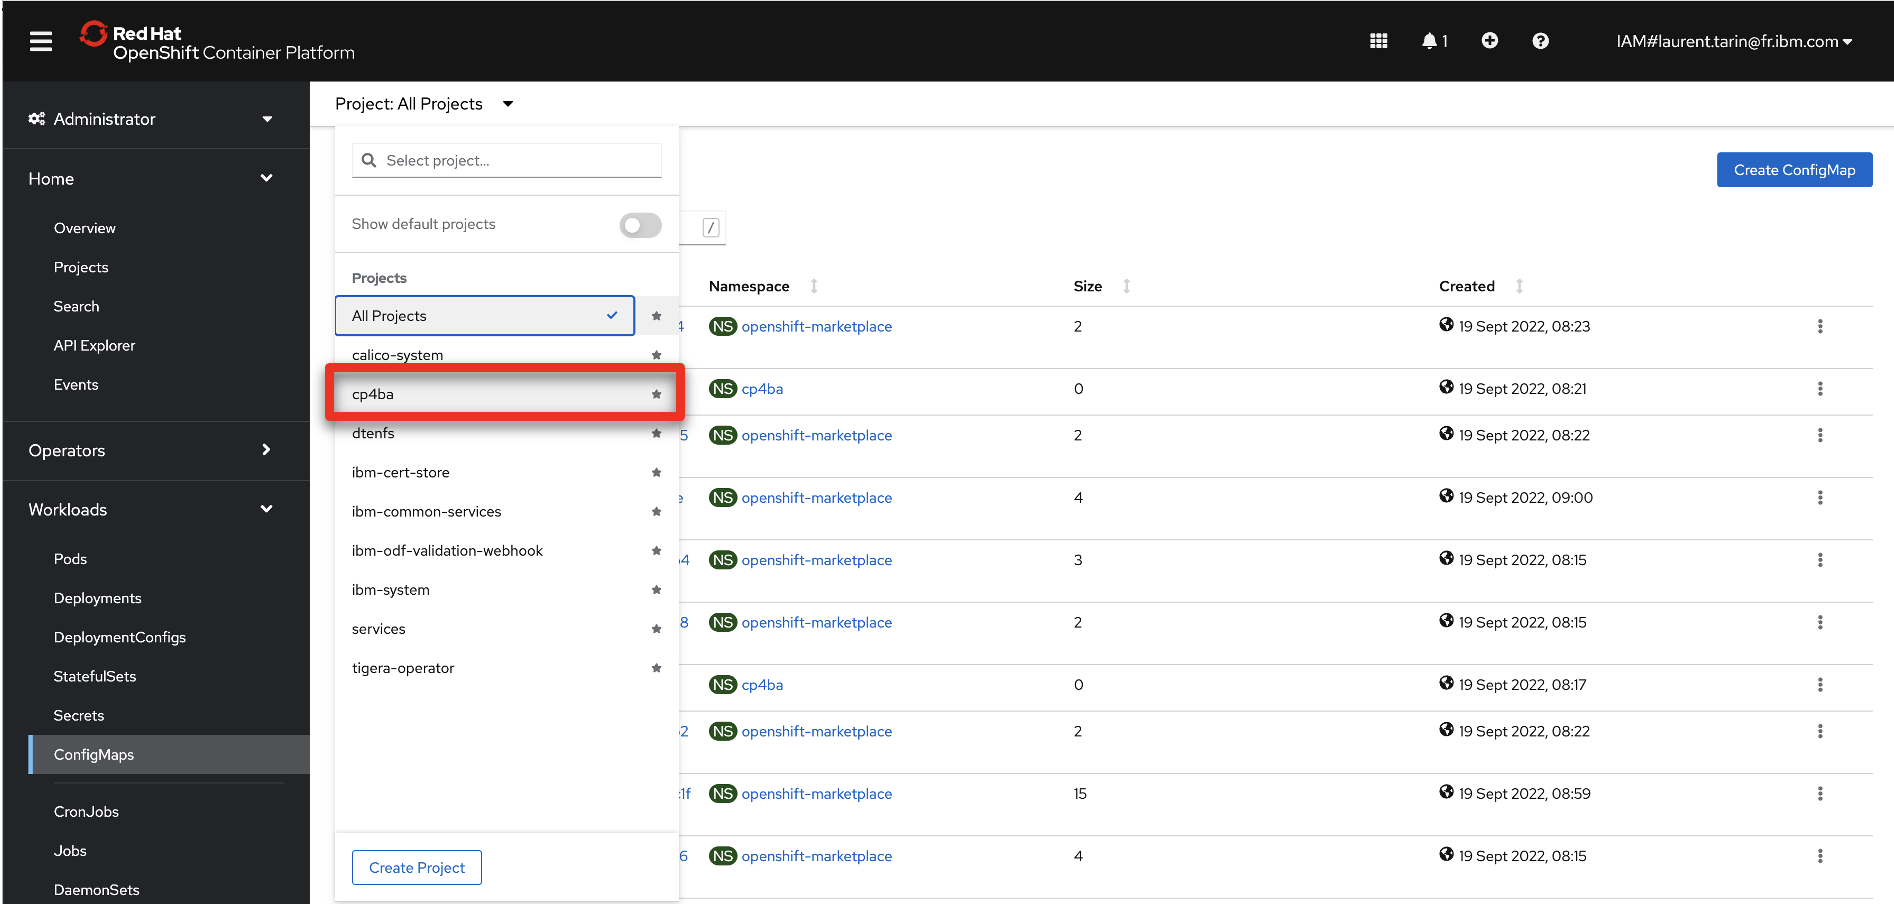 Red Hat
OpenShift Container Platform
1
IAM#laurent.tarin@fr.ibm.com
Administrator
Home
Overview
Projects
Search
API Explorer
Events
Operators
Workloads
Pods
Deployments
DeploymentConfigs
StatefulSets
Secrets
ConfigMaps
CronJobs
Jobs
DaemonSets
Project: All Projects
Select project...
Show default projects
Projects
All Projects
calico-system
cp4ba
dtenfs
ibm-cert-store
ibm-common-services
ibm-odf-validation-webhook
ibm-system
services
tigera-operator
Create Project
Create ConfigMap
/
Namespace Size Created
4 NS openshift-marketplace 2 19 Sept 2022, 08:23
NS cp4ba 0 19 Sept 2022, 08:21
5 NS openshift-marketplace 2 19 Sept 2022, 08:22
e NS openshift-marketplace 4 19 Sept 2022, 09:00
4 NS openshift-marketplace 3 19 Sept 2022, 08:15
8 NS openshift-marketplace 2 19 Sept 2022, 08:15
NS cp4ba 0 19 Sept 2022, 08:17
2 NS openshift-marketplace 2 19 Sept 2022, 08:22
1f NS openshift-marketplace 15 19 Sept 2022, 08:59
6 NS openshift-marketplace 4 19 Sept 2022, 08:15